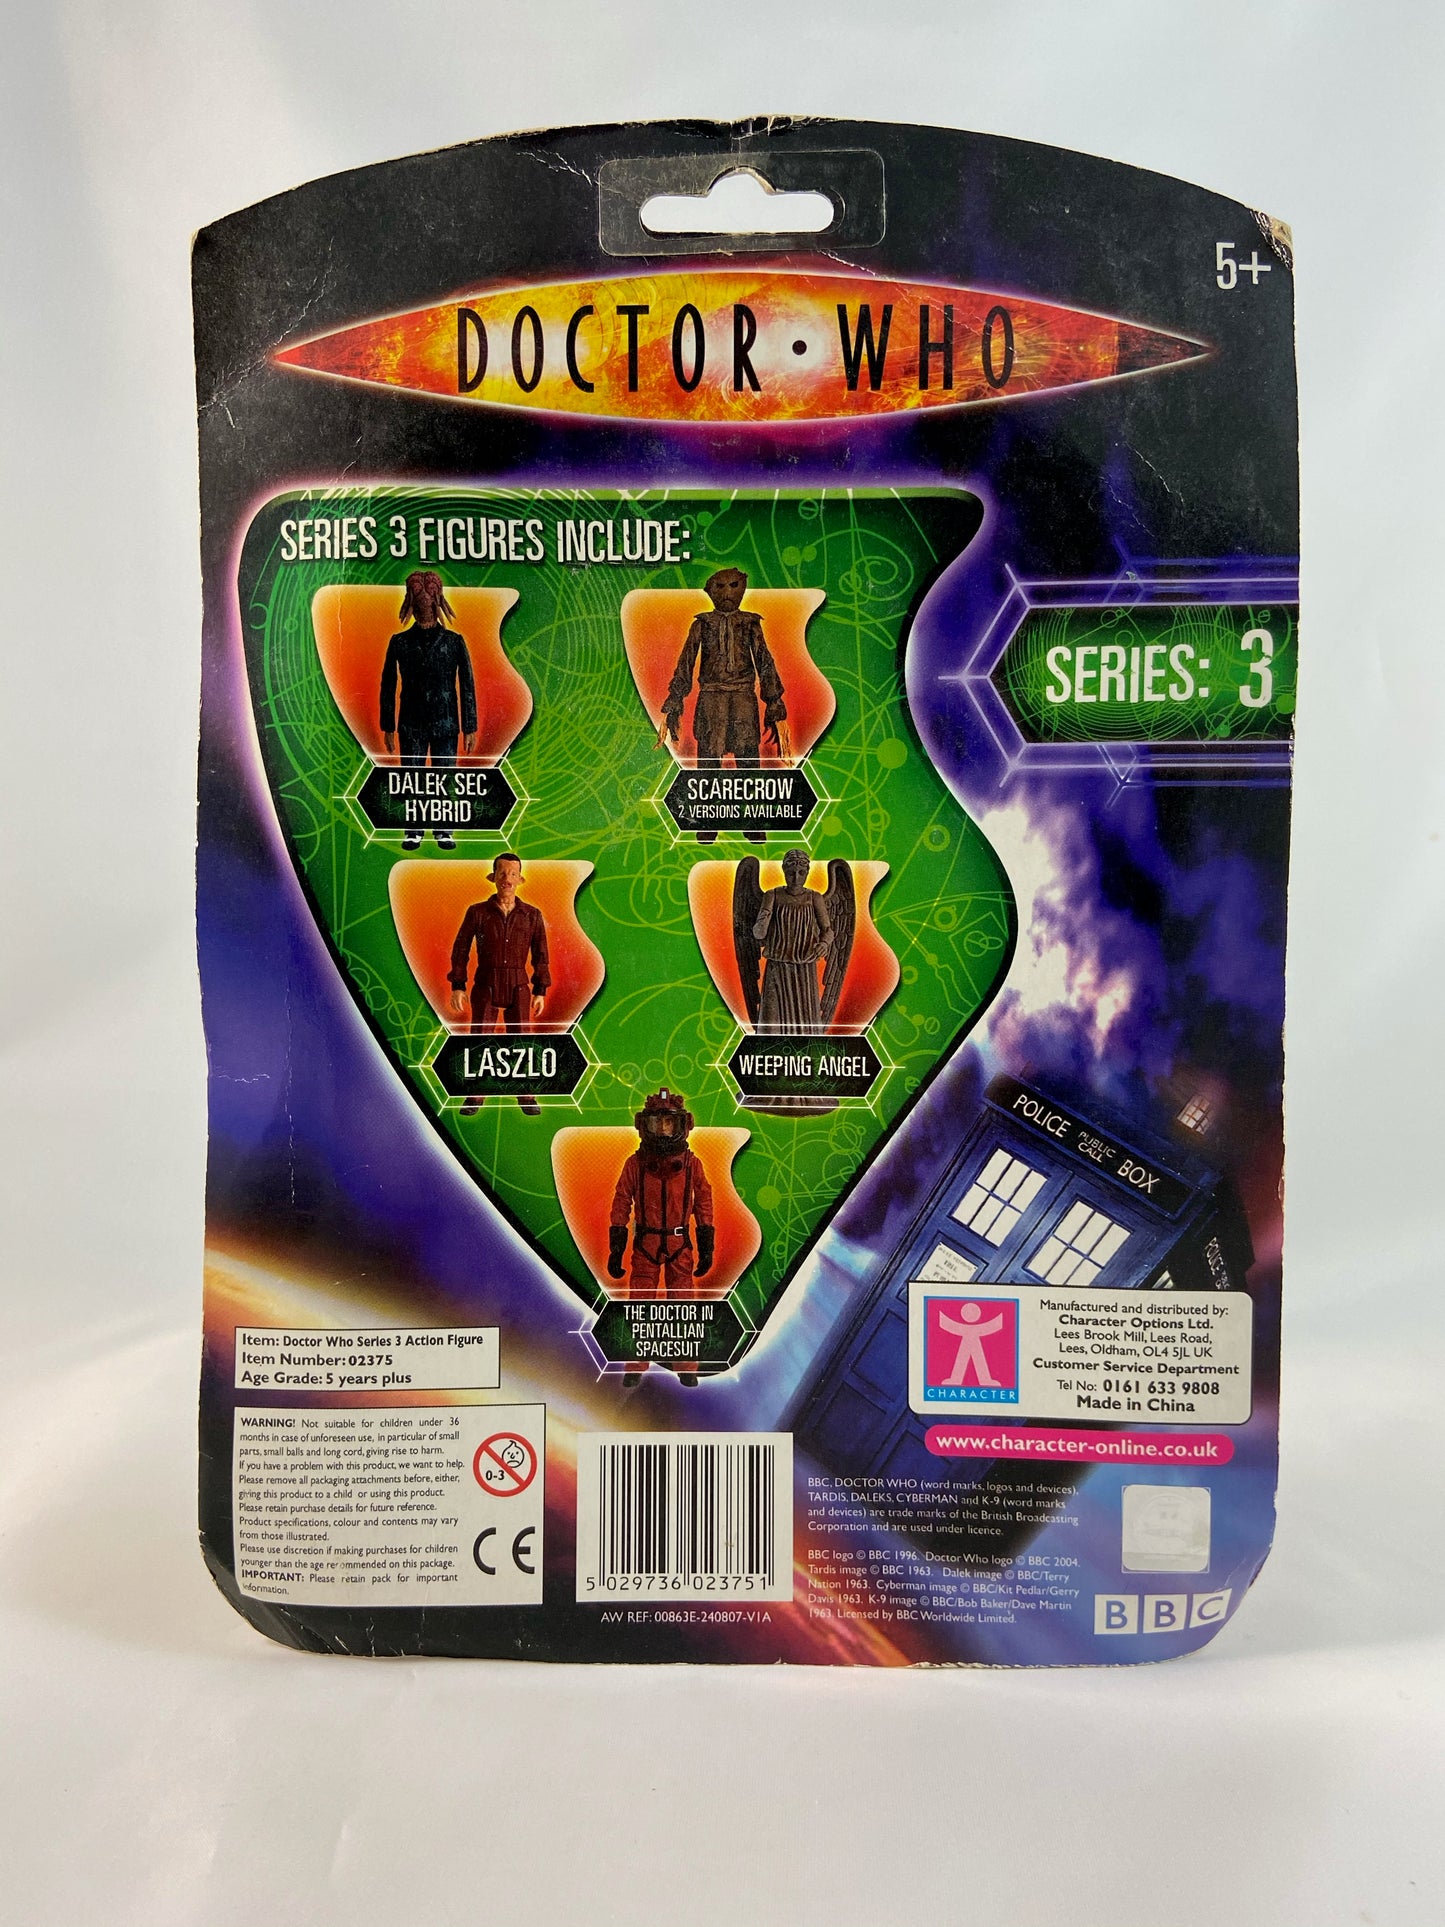 5+
DOCTOR · WHO
SERIES 3 FIGURES INCLUDE:
SERIES: 3
DALEK SEC
HYBRID
SCARECROW
2 VERSIONS AVAILABLE
LASZLO
WEEPING ANGEL
THE DOCTOR IN
PENTALLIAN
SPACESUIT
POLICE PUBLIC CALL BOX
Item: Doctor Who Series 3 Action Figure
Item Number: 02375
Age Grade: 5 years plus
WARNING! Not suitable for children under 36
months in case of unforeseen use, in particular of small
parts, small balls and long cord, giving rise to harm.
If you have a problem with this product, we want to help.
Please remove all packaging attachments before, either,
giving this product to a child or using this product.
Please retain purchase details for future reference.
Product specifications, colour and contents may vary
from those illustrated.
Please use discretion if making purchases for children
younger than the age recommended on this package.
IMPORTANT: Please retain pack for important
information.
0-3
CE
5 029736 023751
AW REF: 00863E-240807-V1A
CHARACTER
Manufactured and distributed by:
Character Options Ltd.
Lees Brook Mill, Lees Road,
Lees, Oldham, OL4 5JL UK
Customer Service Department
Tel No: 0161 633 9808
Made in China
www.character-online.co.uk
BBC, DOCTOR WHO (word marks, logos and devices),
TARDIS, DALEKS, CYBERMAN and K-9 (word marks
and devices) are trade marks of the British Broadcasting
Corporation and are used under licence.
BBC logo © BBC 1996. Doctor Who logo © BBC 2004.
Tardis image © BBC 1963. Dalek image © BBC/Terry
Nation 1963. Cyberman image © BBC/Kit Pedlar/Gerry
Davis 1963. K-9 image © BBC/Bob Baker/Dave Martin
1963. Licensed by BBC Worldwide Limited.
BBC